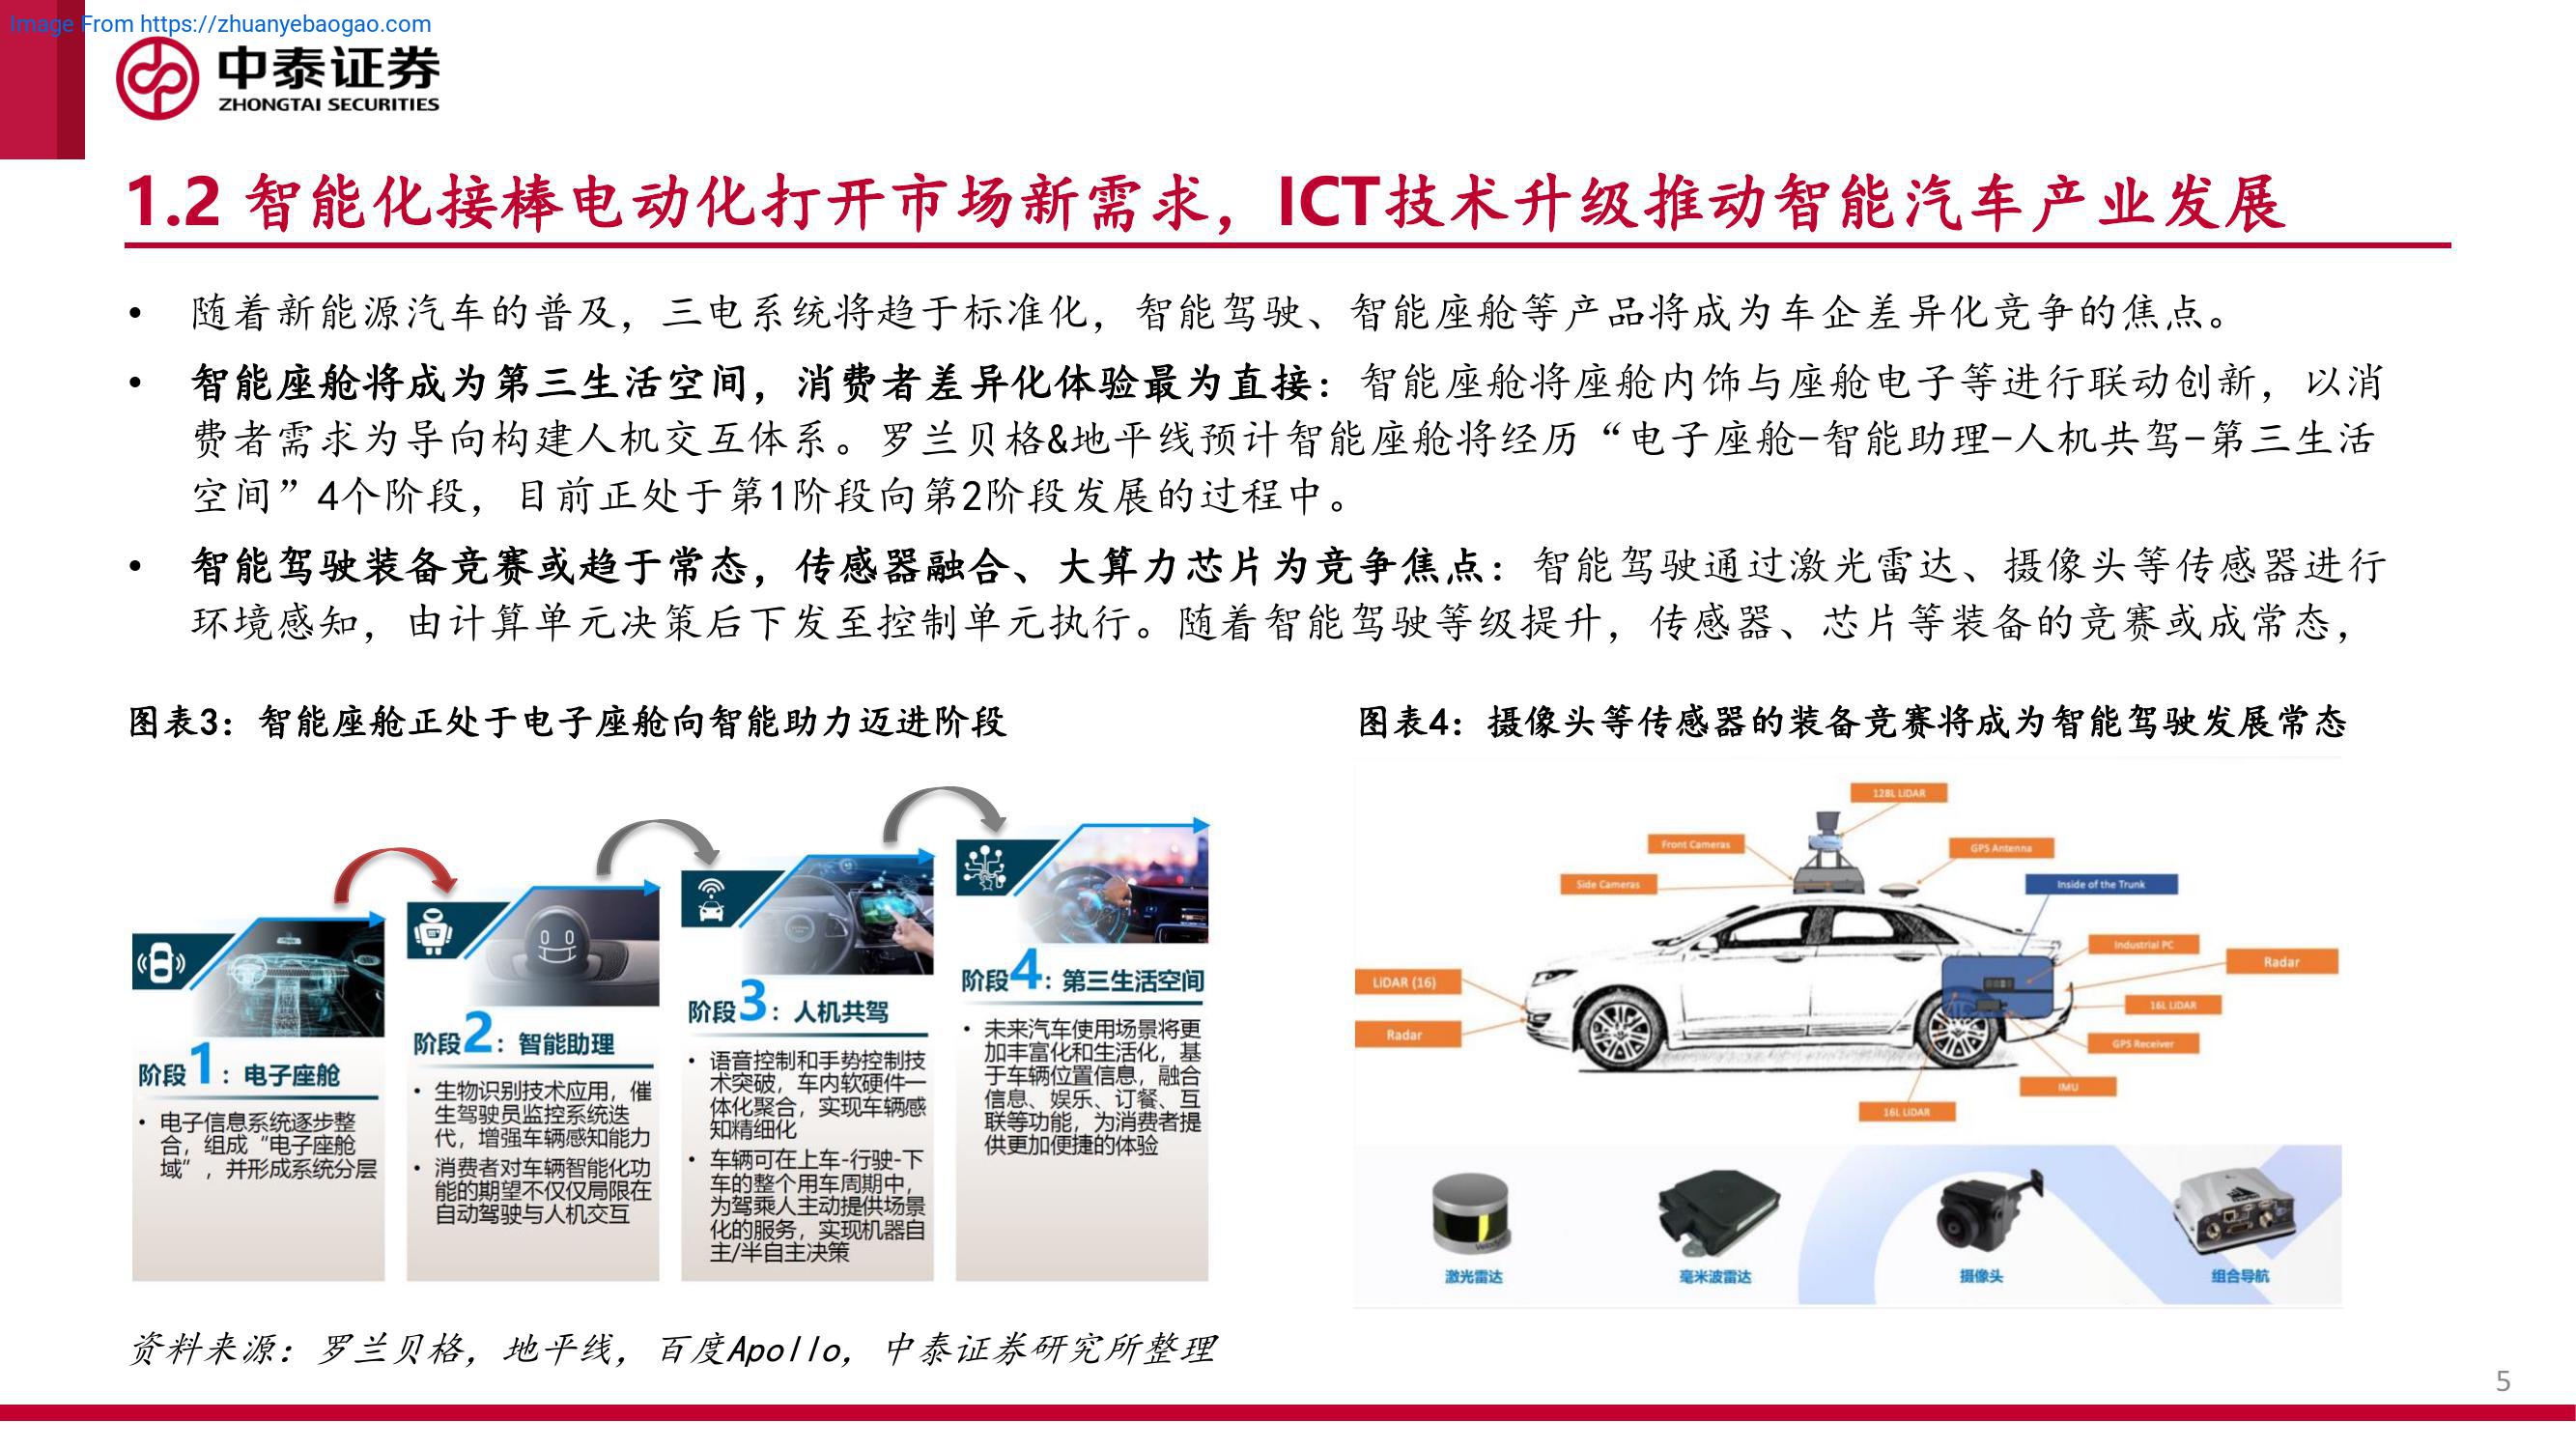 Image From https://zhuanyebaogao.com
中泰证券
ZHONGTAI SECURITIES
1.2 智能化接棒电动化打开市场新需求，ICT技术升级推动智能汽车产业发展
• 随着新能源汽车的普及，三电系统将趋于标准化，智能驾驶、智能座舱等产品将成为车企差异化竞争的焦点。
• 智能座舱将成为第三生活空间，消费者差异化体验最为直接：智能座舱将座舱内饰与座舱电子等进行联动创新，以消
费者需求为导向构建人机交互体系。罗兰贝格&地平线预计智能座舱将经历“电子座舱-智能助理-人机共驾-第三生活
空间”4个阶段，目前正处于第1阶段向第2阶段发展的过程中。
• 智能驾驶装备竞赛或趋于常态，传感器融合、大算力芯片为竞争焦点：智能驾驶通过激光雷达、摄像头等传感器进行
环境感知，由计算单元决策后下发至控制单元执行。随着智能驾驶等级提升，传感器、芯片等装备的竞赛或成常态，
图表3：智能座舱正处于电子座舱向智能助力迈进阶段
阶段1：电子座舱
• 电子信息系统逐步整
合，组成“电子座舱
域”，并形成系统分层
阶段2：智能助理
• 生物识别技术应用，催
生驾驶员监控系统迭
代，增强车辆感知能力
• 消费者对车辆智能化功
能的期望不仅仅局限在
自动驾驶与人机交互
阶段3：人机共驾
• 语音控制和手势控制技
术突破，车内软硬件一
体化聚合，实现车辆感
知精细化
• 车辆可在上车-行驶-下
车的整个用车周期中，
为驾乘人主动提供场景
化的服务，实现机器自
主/半自主决策
阶段4：第三生活空间
• 未来汽车使用场景将更
加丰富化和生活化，基
于车辆位置信息，融合
信息、娱乐、订餐、互
联等功能，为消费者提
供更加便捷的体验
图表4：摄像头等传感器的装备竞赛将成为智能驾驶发展常态
128L LiDAR
Front Cameras
GPS Antenna
Side Cameras
Inside of the Trunk
Industrial PC
Radar
LiDAR (16)
16L LiDAR
Radar
GPS Receiver
IMU
16L LiDAR
激光雷达
毫米波雷达
摄像头
组合导航
资料来源：罗兰贝格，地平线，百度Apollo，中泰证券研究所整理
5